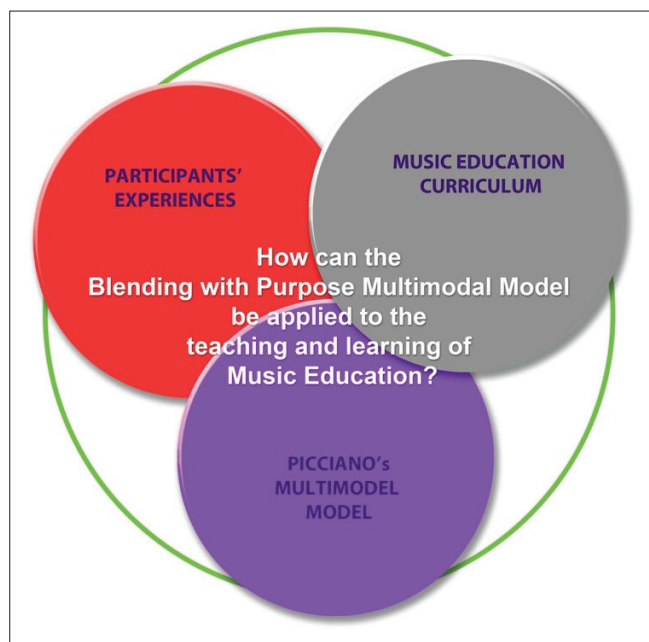 PARTICIPANTS'
EXPERIENCES
MUSIC EDUCATION
CURRICULUM
How can the
Blending with Purpose Multimodal Model
be applied to the
teaching and learning of
Music Education?
PICCIANO's
MULTIMODEL
MODEL